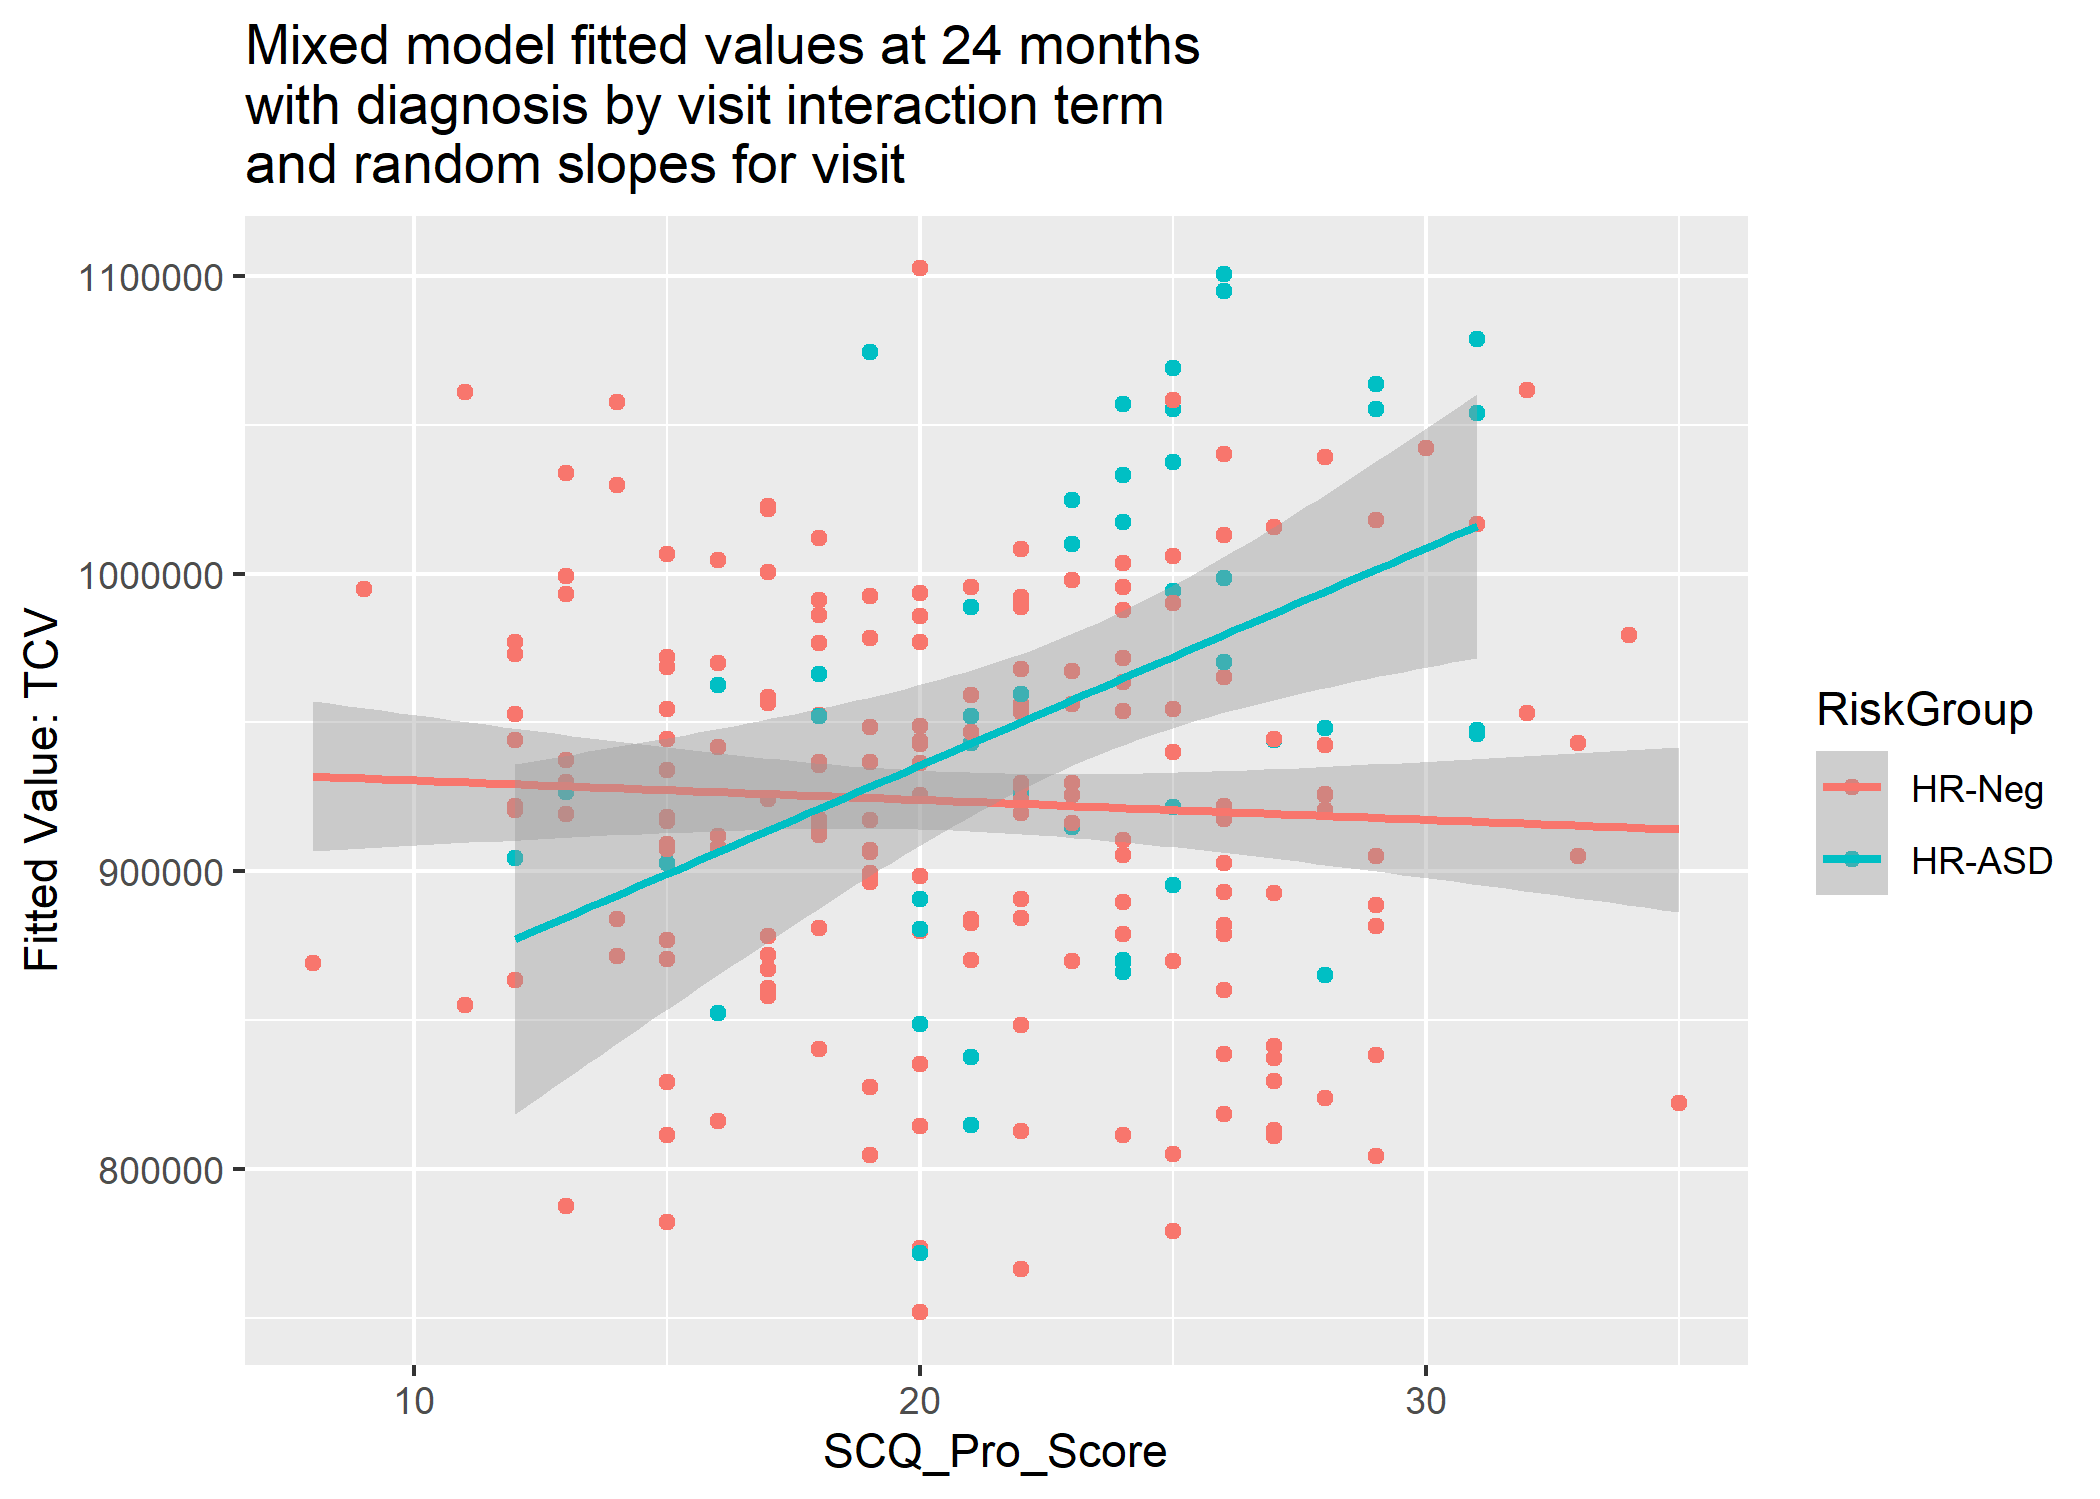 Mixed model fitted values at 24 months
with diagnosis by visit interaction term
and random slopes for visit
1100000
1000000
900000
800000
Fitted Value: TCV
10 20 30
SCQ_Pro_Score
RiskGroup
HR-Neg
HR-ASD